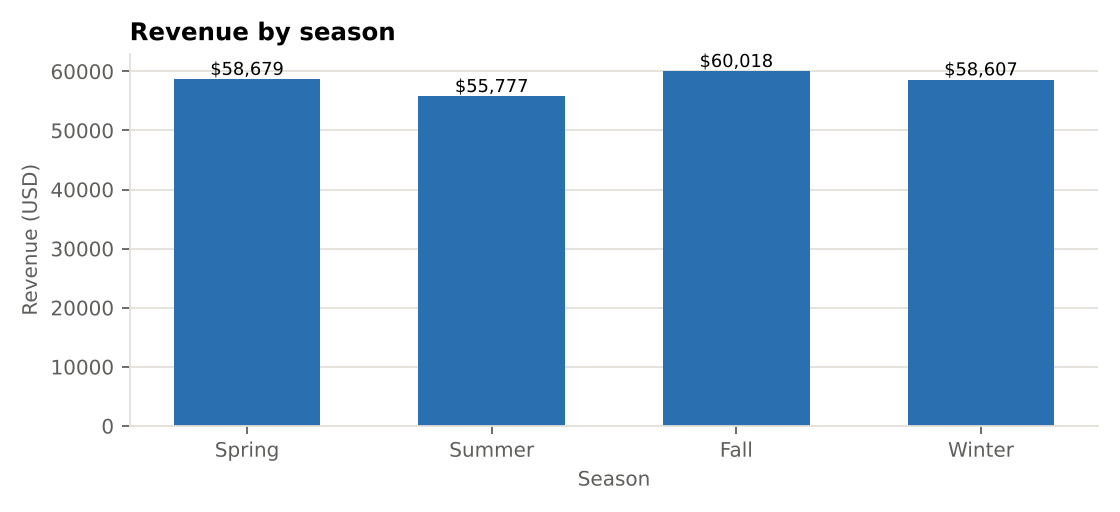 Revenue by season
Revenue (USD)
60000
50000
40000
30000
20000
10000
0
$58,679
$55,777
$60,018
$58,607
Spring
Summer
Fall
Winter
Season